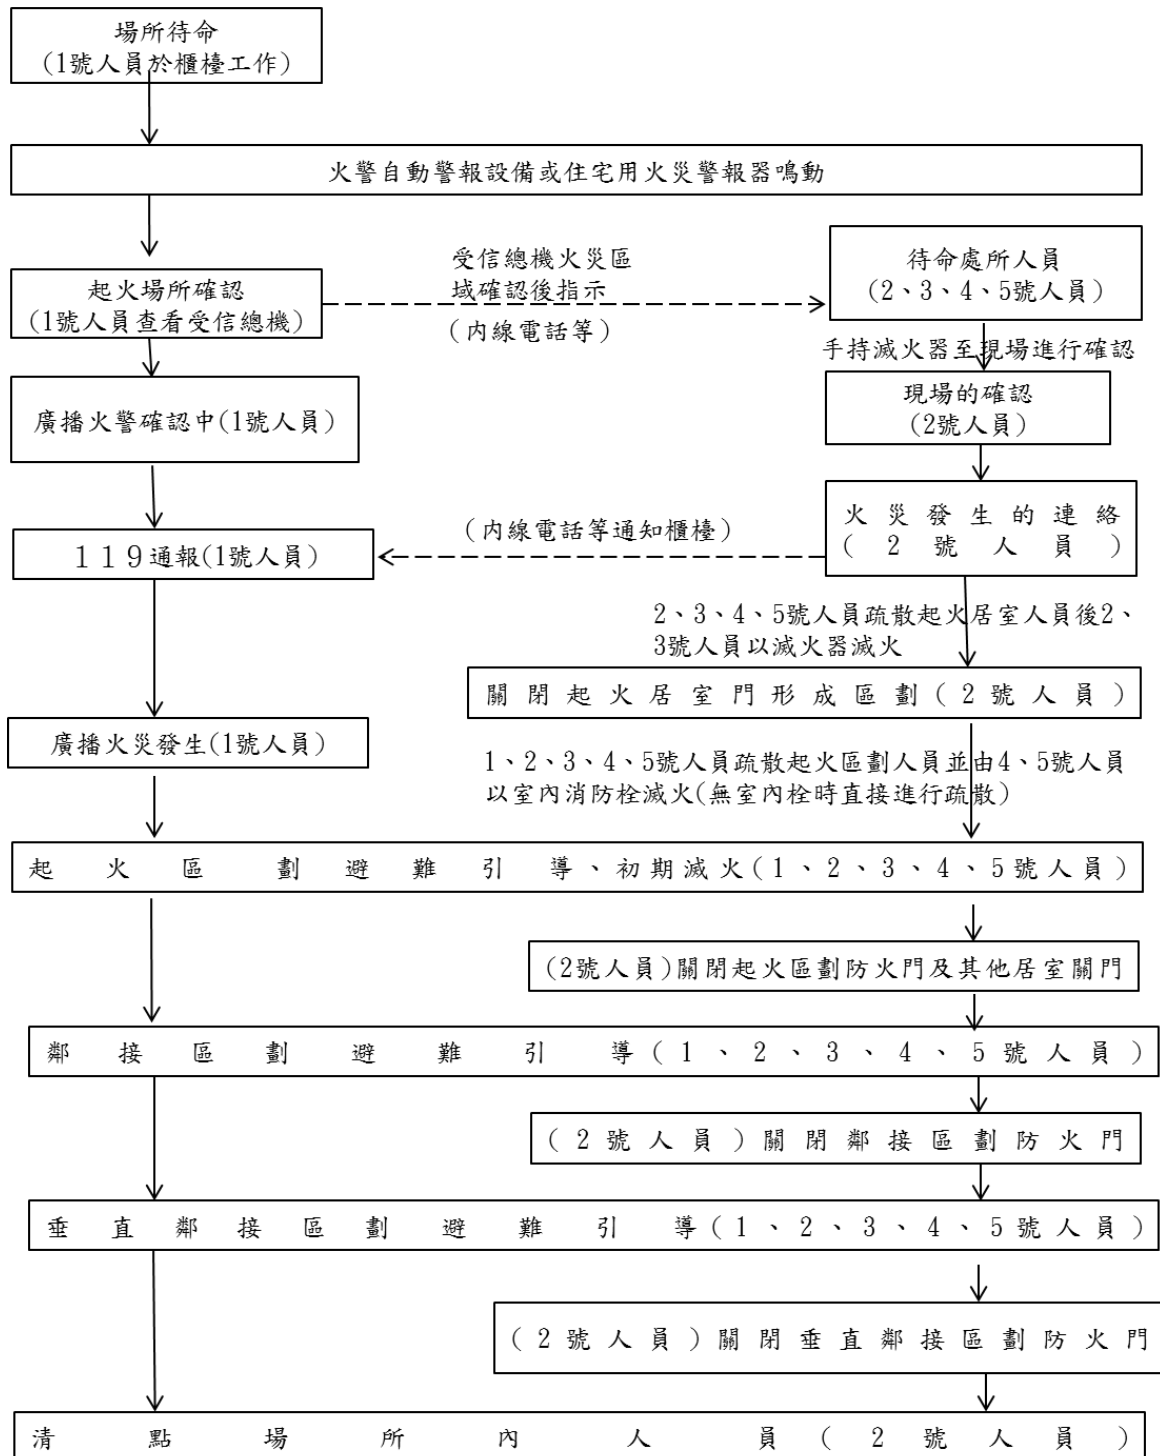 場所待命
(1號人員於櫃檯工作)
火警自動警報設備或住宅用火災警報器鳴動
起火場所確認
(1號人員查看受信總機)
受信總機火災區
域確認後指示
(內線電話等)
待命處所人員
(2、3、4、5號人員)
手持滅火器至現場進行確認
廣播火警確認中(1號人員)
現場的確認
(2號人員)
火災發生的連絡
(2號人員)
(內線電話等通知櫃檯)
119通報(1號人員)
2、3、4、5號人員疏散起火居室人員後2、
3號人員以滅火器滅火
關閉起火居室門形成區劃(2號人員)
廣播火災發生(1號人員)
1、2、3、4、5號人員疏散起火區劃人員並由4、5號人員
以室內消防栓滅火(無室內栓時直接進行疏散)
起火區劃避難引導、初期滅火(1、2、3、4、5號人員)
(2號人員)關閉起火區劃防火門及其他居室關門
鄰接區劃避難引導(1、2、3、4、5號人員)
(2號人員)關閉鄰接區劃防火門
垂直鄰接區劃避難引導(1、2、3、4、5號人員)
(2號人員)關閉垂直鄰接區劃防火門
清點場所內人員(2號人員)